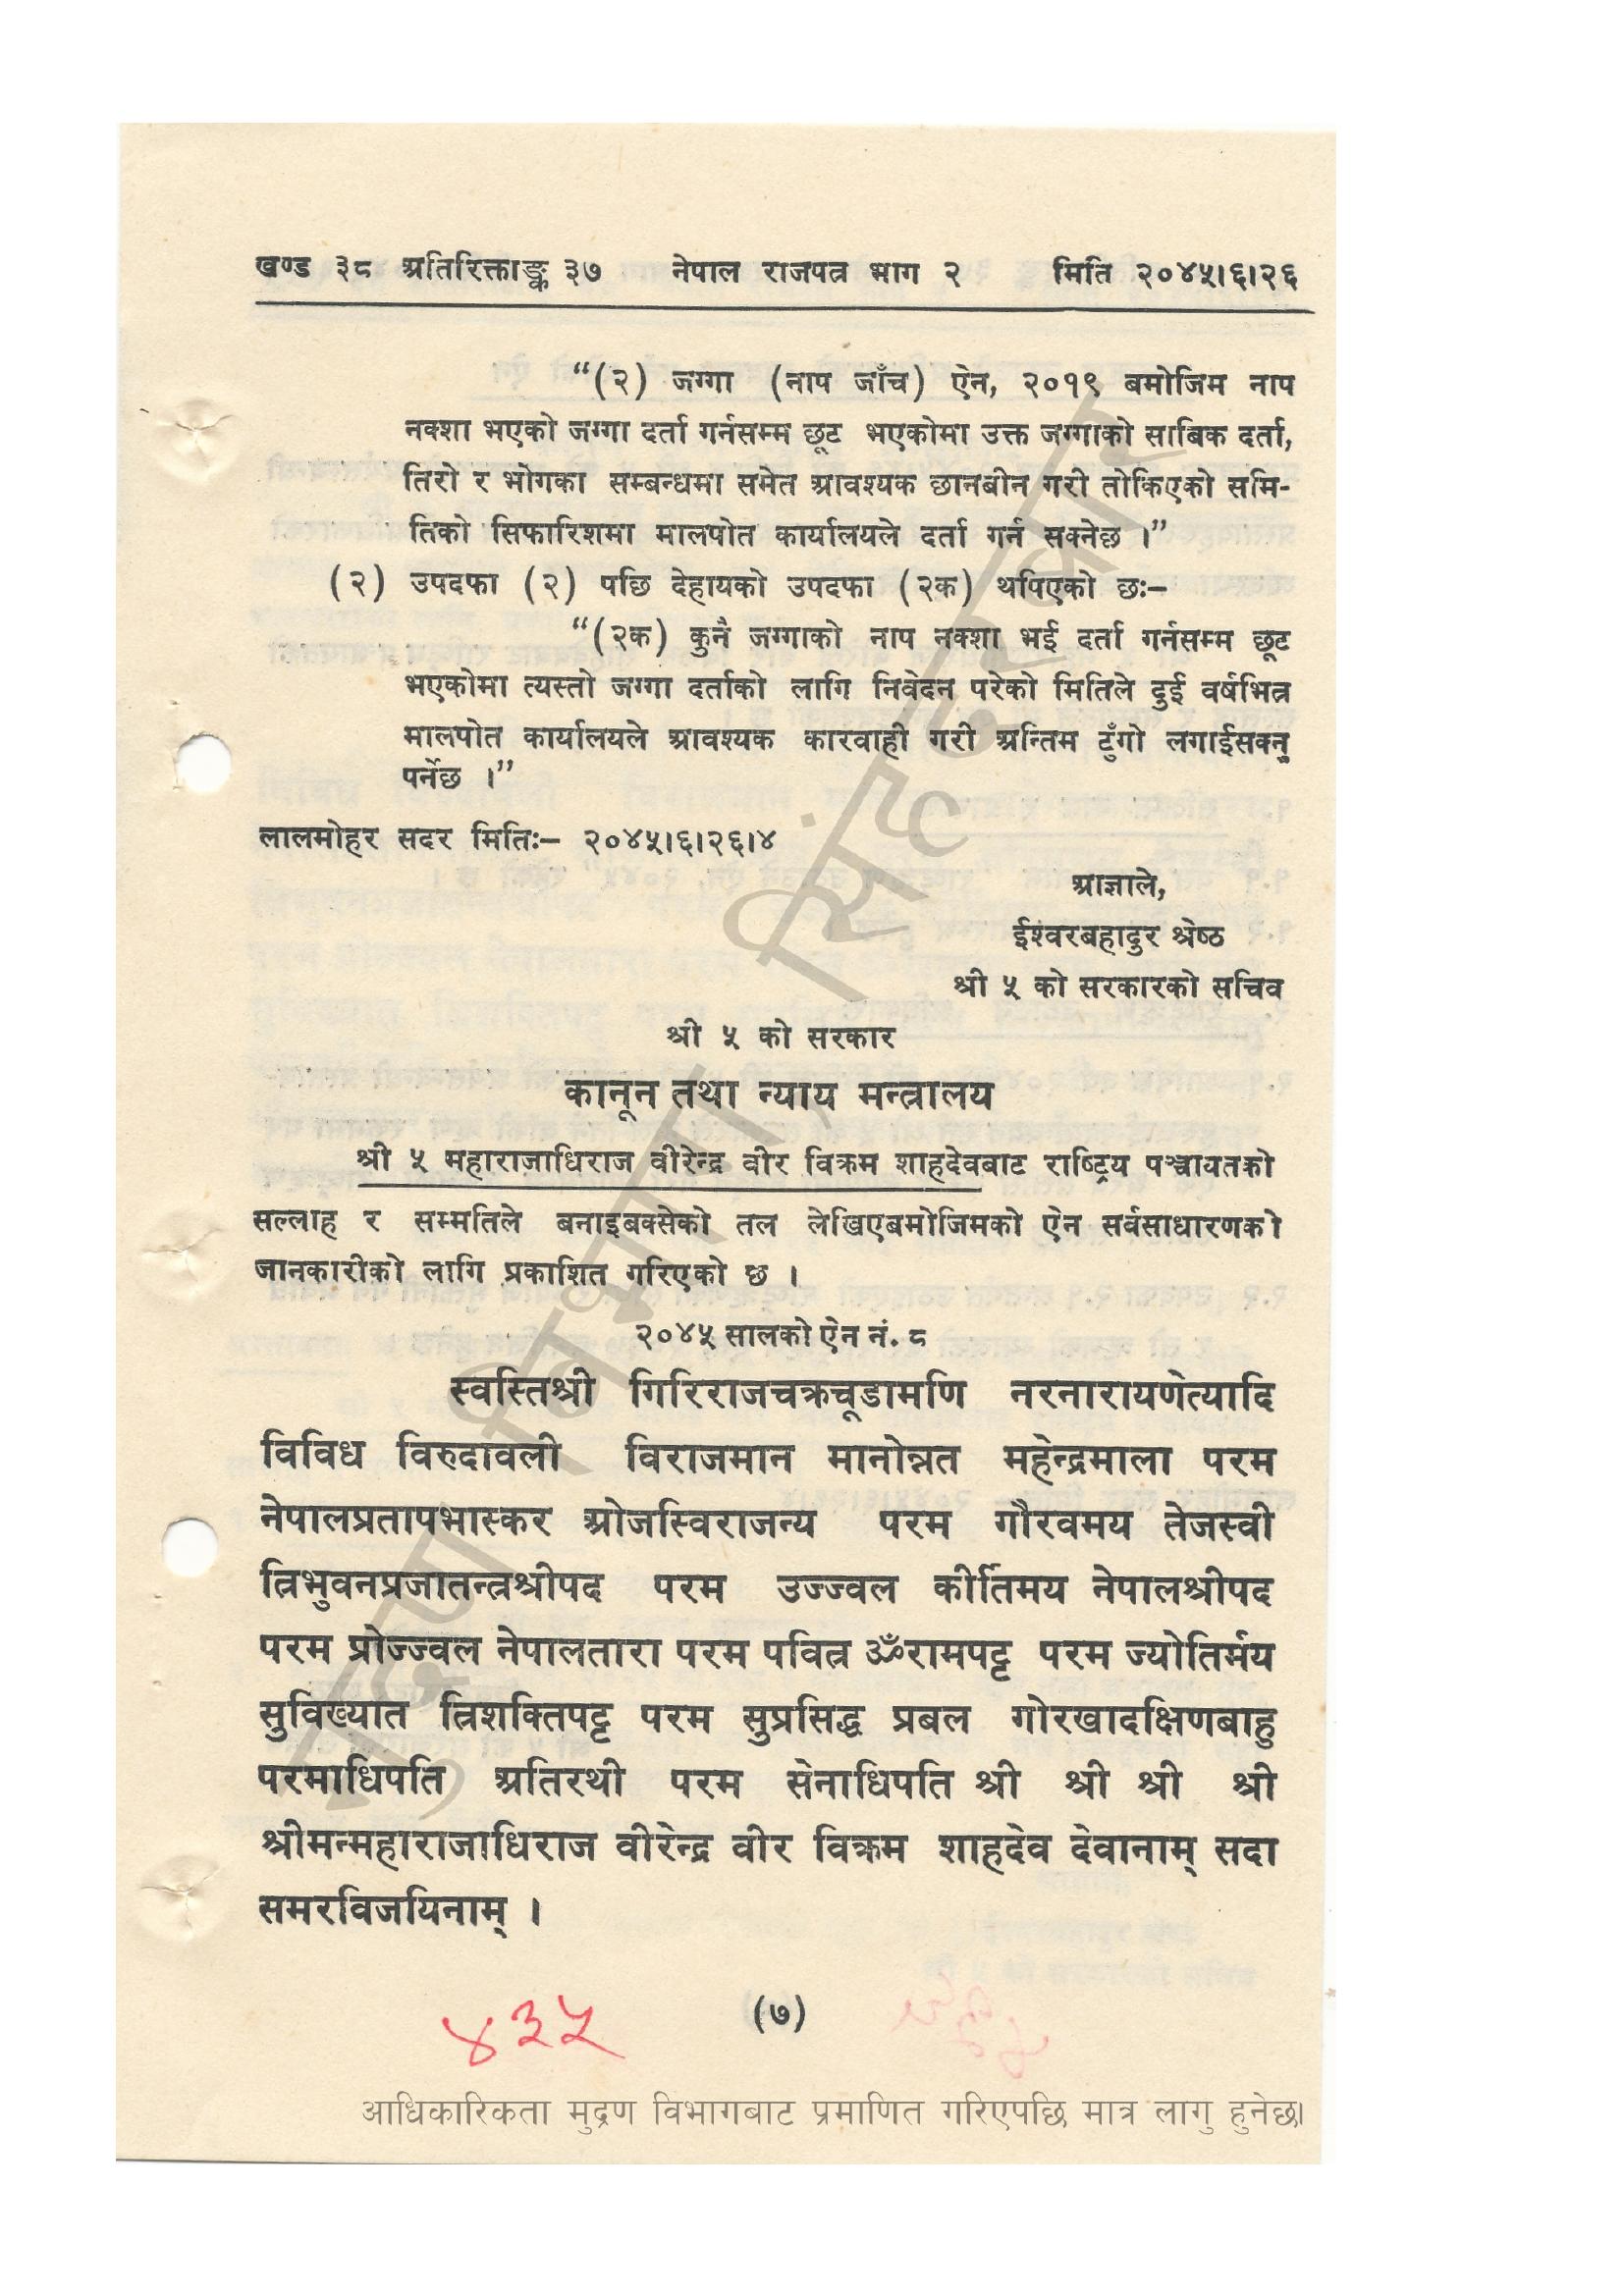 खण्ड ३८ अतिरिक्ताङ्क ३७ नेपाल राजपत्र भाग २ मिति २०४५।६।२६
“(२) जग्गा (नाप जाँच) ऐन, २०१९ बमोजिम नाप
नक्शा भएको जग्गा दर्ता गर्नसम्म छूट भएकोमा उक्त जग्गाको साबिक दर्ता,
तिरो र भोगका सम्बन्धमा समेत आवश्यक छानबीन गरी तोकिएको समि-
तिको सिफारिशमा मालपोत कार्यालयले दर्ता गर्न सक्नेछ ।”
(२) उपदफा (२) पछि देहायको उपदफा (२क) थपिएको छः–
“(२क) कुनै जग्गाको नाप नक्शा भई दर्ता गर्नसम्म छूट
भएकोमा त्यस्तो जग्गा दर्ताको लागि निवेदन परेको मितिले दुई वर्षभित्र
मालपोत कार्यालयले आवश्यक कारवाही गरी अन्तिम टुँगो लगाईसक्नु
पर्नेछ ।”
लालमोहर सदर मितिः– २०४५।६।२६।४
आज्ञाले,
ईश्वरबहादुर श्रेष्ठ
श्री ५ को सरकारको सचिव
श्री ५ को सरकार
कानून तथा न्याय मन्त्रालय
श्री ५ महाराजाधिराज वीरेन्द्र वीर विक्रम शाहदेवबाट राष्ट्रिय पञ्चायतको
सल्लाह र सम्मतिले बनाइबक्सेको तल लेखिएबमोजिमको ऐन सर्वसाधारणको
जानकारीको लागि प्रकाशित गरिएको छ ।
२०४५ सालको ऐन नं. ८
स्वस्तिश्री गिरिराजचक्रचूडामणि नरनारायणेत्यादि
विविध विरुदावली विराजमान मानोन्नत महेन्द्रमाला परम
नेपालप्रतापभास्कर ओजस्विराजन्य परम गौरवमय तेजस्वी
त्रिभुवनप्रजातन्त्रश्रीपद परम उज्ज्वल कीर्तिमय नेपालश्रीपद
परम प्रोज्ज्वल नेपालतारा परम पवित्र ॐरामपट्ट परम ज्योतिर्मय
सुविख्यात त्रिशक्तिपट्ट परम सुप्रसिद्ध प्रबल गोरखादक्षिणबाहु
परमाधिपति अतिरथी परम सेनाधिपति श्री श्री श्री श्री
श्रीमन्महाराजाधिराज वीरेन्द्र वीर विक्रम शाहदेव देवानाम् सदा
समरविजयिनाम् ।
(७)
४३५
मुद्रण विभाग, सिंहदरबार
आधिकारिकता मुद्रण विभागबाट प्रमाणित गरिएपछि मात्र लागु हुनेछ।